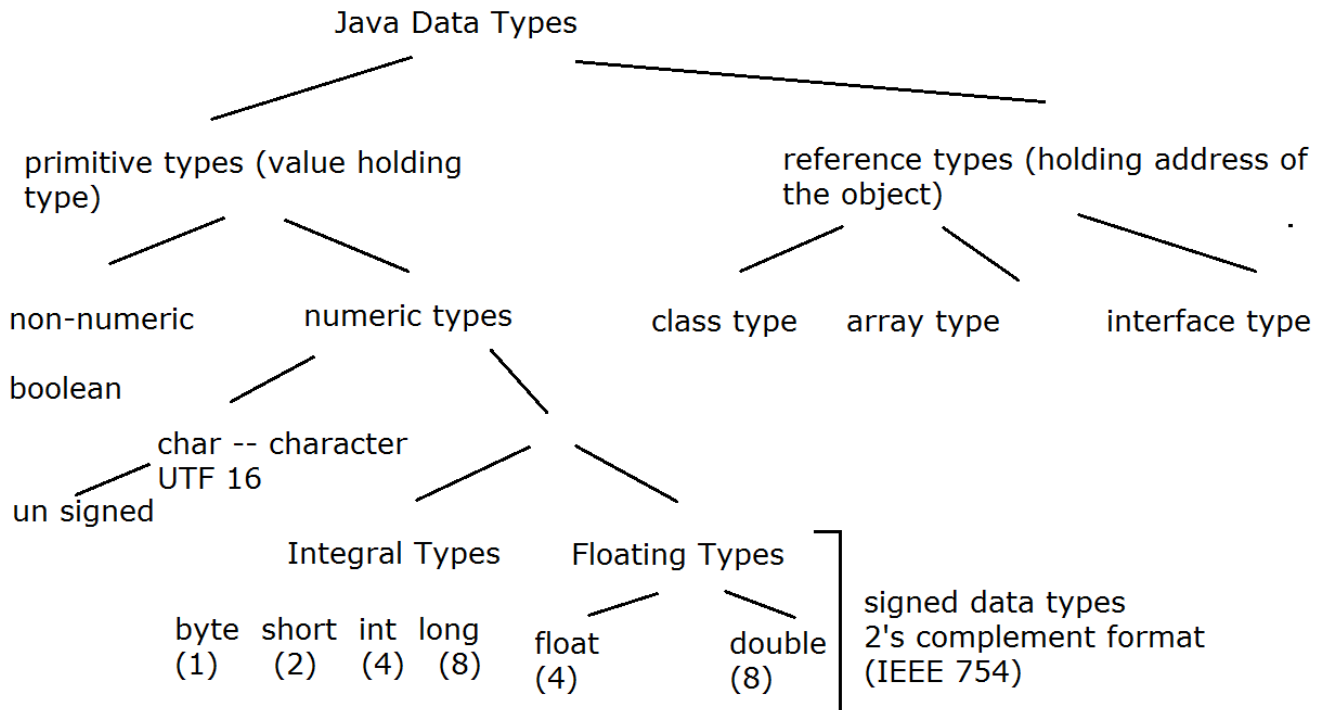 Java Data Types
primitive types (value holding
type)
reference types (holding address of
the object)
non-numeric
numeric types
class type
array type
interface type
boolean
char -- character
UTF 16
un signed
Integral Types
Floating Types
byte short int long
(1) (2) (4) (8)
float
(4)
double
(8)
signed data types
2's complement format
(IEEE 754)